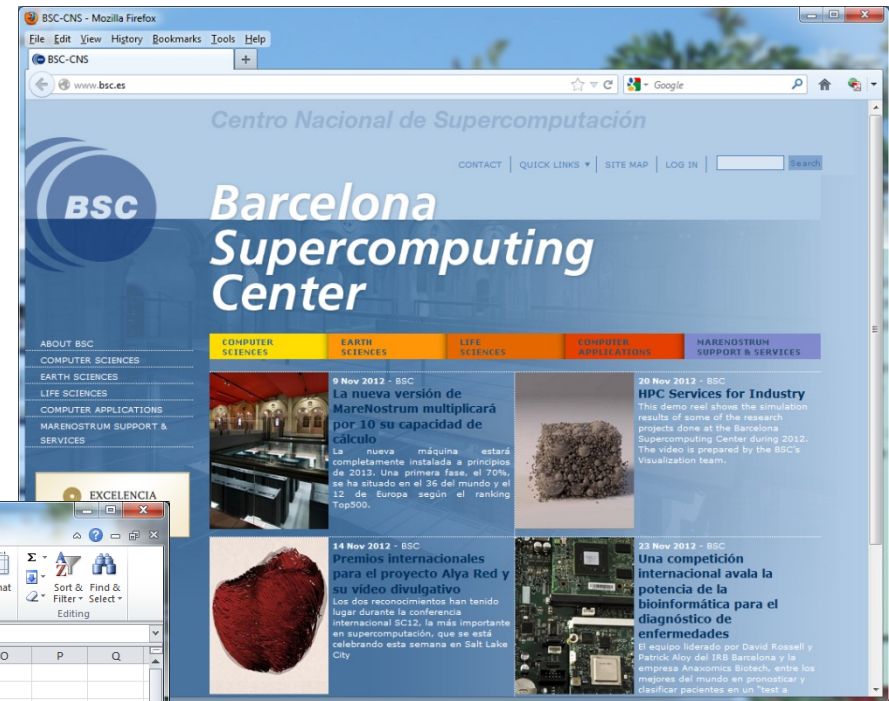 BSC-CNS - Mozilla Firefox
File Edit View History Bookmarks Tools Help
BSC-CNS
www.bsc.es
Google
Centro Nacional de Supercomputación
CONTACT QUICK LINKS SITE MAP LOG IN Search
BSC
Barcelona
Supercomputing
Center
ABOUT BSC
COMPUTER SCIENCES
EARTH SCIENCES
LIFE SCIENCES
COMPUTER APPLICATIONS
MARENOSTRUM SUPPORT &
SERVICES
EXCELENCIA
COMPUTER
SCIENCES
EARTH
SCIENCES
LIFE
SCIENCES
COMPUTER
APPLICATIONS
MARENOSTRUM
SUPPORT & SERVICES
9 Nov 2012 - BSC
La nueva versión de
MareNostrum multiplicará
por 10 su capacidad de
cálculo
La nueva máquina estará
completamente instalada a principios
de 2013. Una primera fase, el 70%,
se ha situado en el 36 del mundo y el
12 de Europa según el ranking
Top500.
20 Nov 2012 - BSC
HPC Services for Industry
This demo reel shows the simulation
results of some of the research
projects done at the Barcelona
Supercomputing Center during 2012.
The video is prepared by the BSC's
Visualization team.
14 Nov 2012 - BSC
Premios internacionales
para el proyecto Alya Red y
su vídeo divulgativo
Los dos reconocimientos han tenido
lugar durante la conferencia
internacional SC12, la más importante
en supercomputación, que se está
celebrando esta semana en Salt Lake
City
23 Nov 2012 - BSC
Una competición
internacional avala la
potencia de la
bioinformática para el
diagnóstico de
enfermedades
El equipo liderado por David Rossell y
Patrick Aloy del IRB Barcelona y la
empresa Anaxomics Biotech, entre los
mejores del mundo en pronosticar y
clasificar pacientes en un "test a
Sort & Find &
Filter Select
Editing
P Q